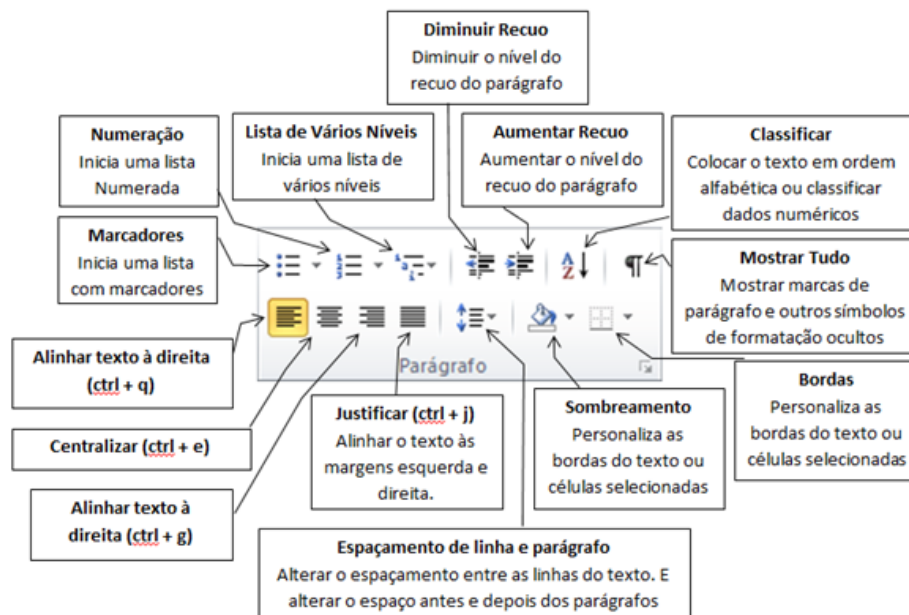 Diminuir Recuo
Diminuir o nível do
recuo do parágrafo
Numeração
Inicia uma lista
Numerada
Lista de Vários Níveis
Inicia uma lista de
vários níveis
Aumentar Recuo
Aumentar o nível do
recuo do parágrafo
Classificar
Colocar o texto em ordem
alfabética ou classificar
dados numéricos
Marcadores
Inicia uma lista
com marcadores
Mostrar Tudo
Mostrar marcas de
parágrafo e outros símbolos
de formatação ocultos
Parágrafo
Alinhar texto à direita
(ctrl + q)
Centralizar (ctrl + e)
Alinhar texto à
direita (ctrl + g)
Justificar (ctrl + j)
Alinhar o texto às
margens esquerda e
direita.
Sombreamento
Personaliza as
bordas do texto ou
células selecionadas
Bordas
Personaliza as
bordas do texto ou
células selecionadas
Espaçamento de linha e parágrafo
Alterar o espaçamento entre as linhas do texto. E
alterar o espaço antes e depois dos parágrafos